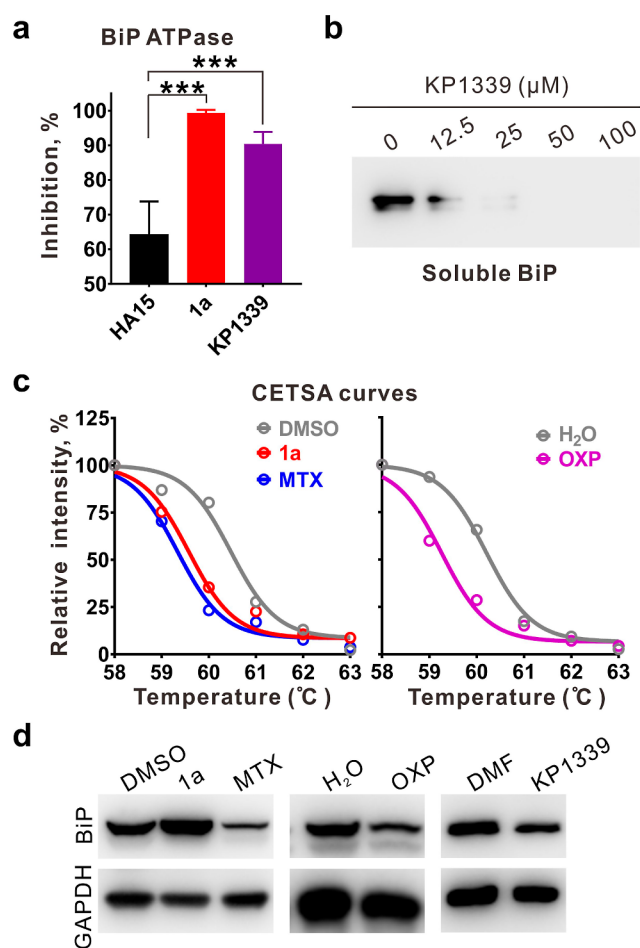 a
BiP ATPase
***
***
Inhibition, %
100
90
80
70
60
50
HA15
1a
KP1339
b
KP1339 (μM)
0 12.5 25 50 100
Soluble BiP
c
CETSA curves
Relative intensity, %
125
100
75
50
25
0
DMSO
1a
MTX
58 59 60 61 62 63
Temperature (℃)
H₂O
OXP
58 59 60 61 62 63
Temperature (℃)
d
DMSO 1a MTX H₂O OXP DMF KP1339
BiP
GAPDH